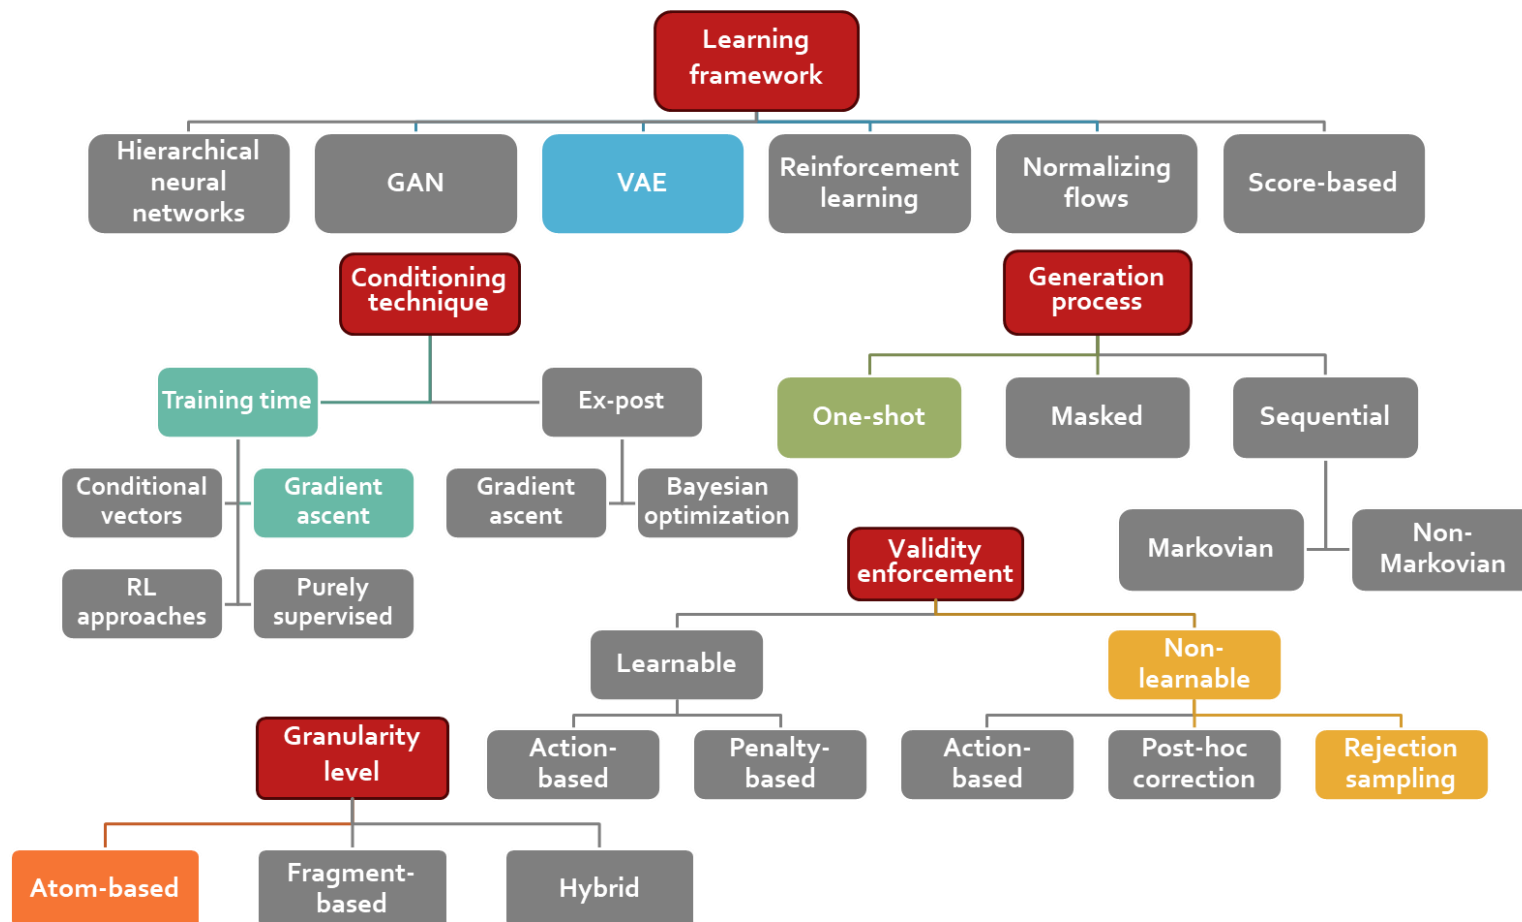 Learning
framework
Hierarchical
neural
networks
GAN
VAE
Reinforcement
learning
Normalizing
flows
Score-based
Conditioning
technique
Training time
Ex-post
Conditional
vectors
Gradient
ascent
Gradient
ascent
Bayesian
optimization
RL
approaches
Purely
supervised
Generation
process
One-shot
Masked
Sequential
Markovian
Non-
Markovian
Validity
enforcement
Learnable
Non-
learnable
Action-
based
Penalty-
based
Action-
based
Post-hoc
correction
Rejection
sampling
Granularity
level
Atom-based
Fragment-
based
Hybrid